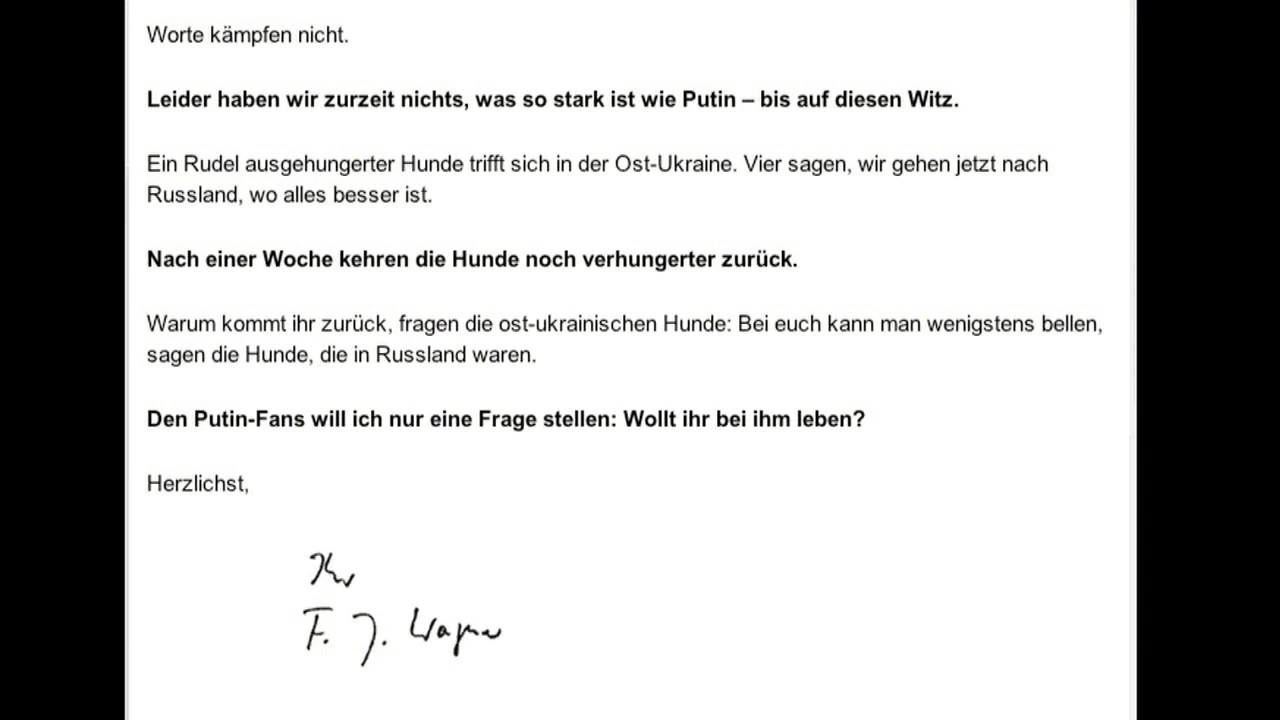 Worte kämpfen nicht.
Leider haben wir zurzeit nichts, was so stark ist wie Putin – bis auf diesen Witz.
Ein Rudel ausgehungerter Hunde trifft sich in der Ost-Ukraine. Vier sagen, wir gehen jetzt nach
Russland, wo alles besser ist.
Nach einer Woche kehren die Hunde noch verhungerter zurück.
Warum kommt ihr zurück, fragen die ost-ukrainischen Hunde: Bei euch kann man wenigstens bellen,
sagen die Hunde, die in Russland waren.
Den Putin-Fans will ich nur eine Frage stellen: Wollt ihr bei ihm leben?
Herzlichst,
Ihr
F. J. Wagner